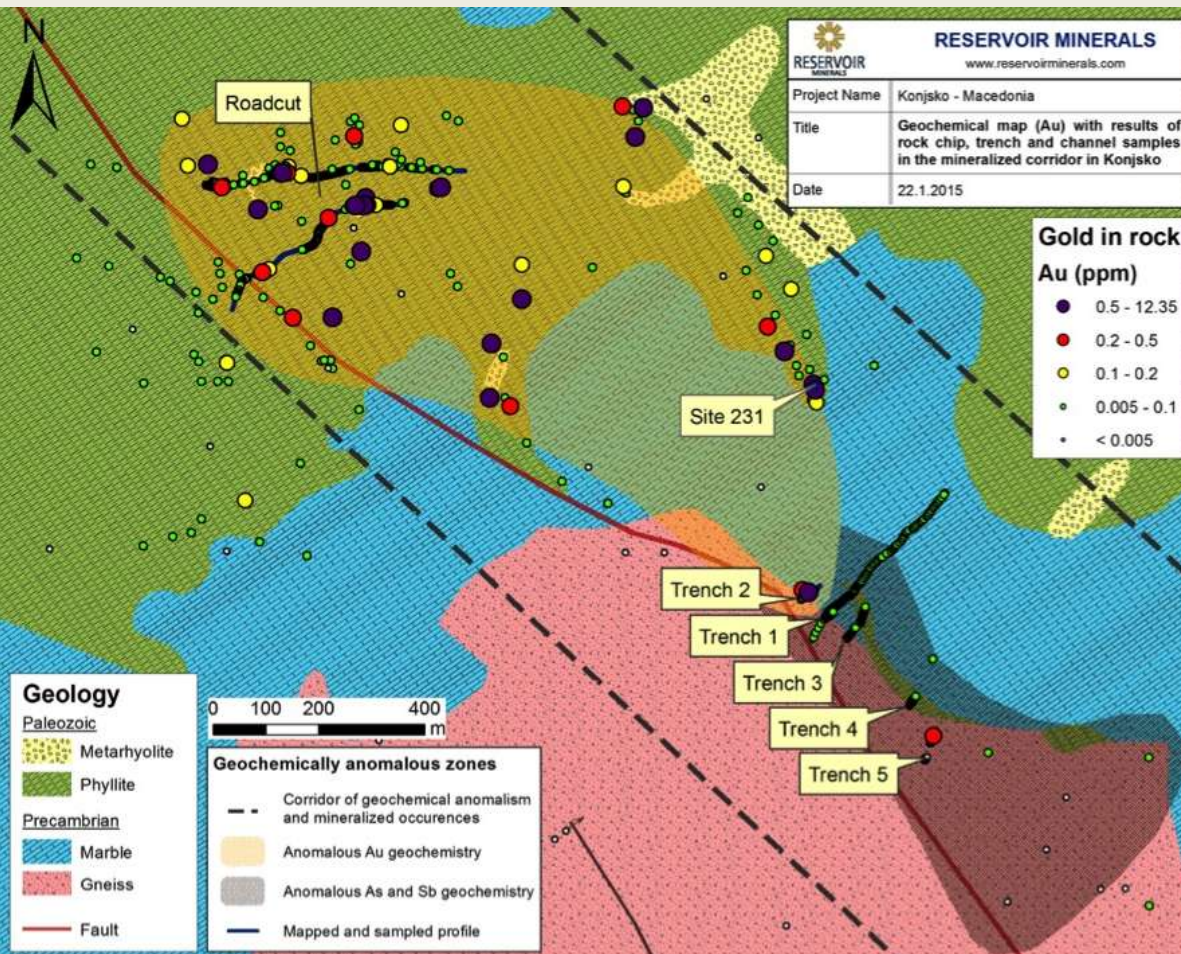 N
Roadcut
Site 231
Trench 2
Trench 1
Trench 3
Trench 4
Trench 5
RESERVOIR
MINERALS
RESERVOIR MINERALS
www.reservoirminerals.com
Project Name
Konjsko - Macedonia
Title
Geochemical map (Au) with results of
rock chip, trench and channel samples
in the mineralized corridor in Konjsko
Date
22.1.2015
Gold in rock
Au (ppm)
0.5 - 12.35
0.2 - 0.5
0.1 - 0.2
0.005 - 0.1
< 0.005
Geology
Paleozoic
Metarhyolite
Phyllite
Precambrian
Marble
Gneiss
Fault
0 200 400
100 m
Geochemically anomalous zones
Corridor of geochemical anomalism
and mineralized occurences
Anomalous Au geochemistry
Anomalous As and Sb geochemistry
Mapped and sampled profile